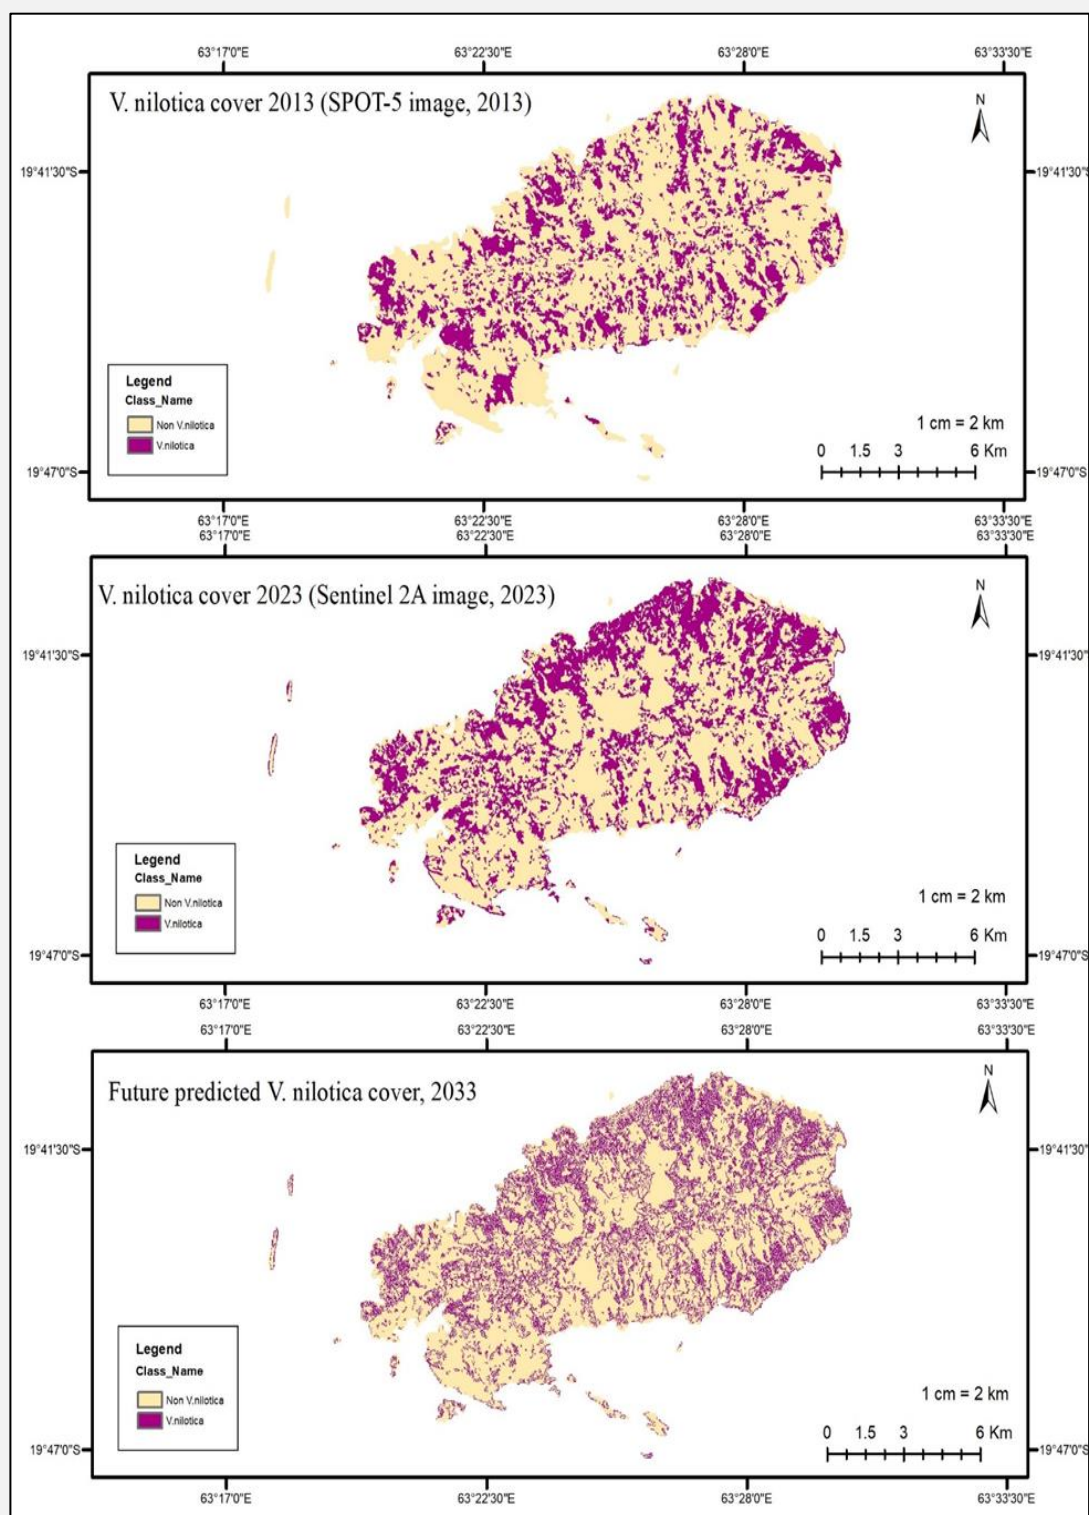 63°17'0"E 63°22'30"E 63°28'0"E 63°33'30"E
V. nilotica cover 2013 (SPOT-5 image, 2013)
N
19°41'30"S 19°41'30"S
Legend
Class_Name
Non V.nilotica
V.nilotica
1 cm = 2 km
0 1.5 3 6 Km
19°47'0"S 19°47'0"S
63°17'0"E 63°22'30"E 63°28'0"E 63°33'30"E
63°17'0"E 63°22'30"E 63°28'0"E 63°33'30"E
V. nilotica cover 2023 (Sentinel 2A image, 2023)
N
19°41'30"S 19°41'30"S
Legend
Class_Name
Non V.nilotica
V.nilotica
1 cm = 2 km
0 1.5 3 6 Km
19°47'0"S 19°47'0"S
63°17'0"E 63°22'30"E 63°28'0"E 63°33'30"E
63°17'0"E 63°22'30"E 63°28'0"E 63°33'30"E
Future predicted V. nilotica cover, 2033
N
19°41'30"S 19°41'30"S
Legend
Class_Name
Non V.nilotica
V.nilotica
1 cm = 2 km
0 1.5 3 6 Km
19°47'0"S 19°47'0"S
63°17'0"E 63°22'30"E 63°28'0"E 63°33'30"E